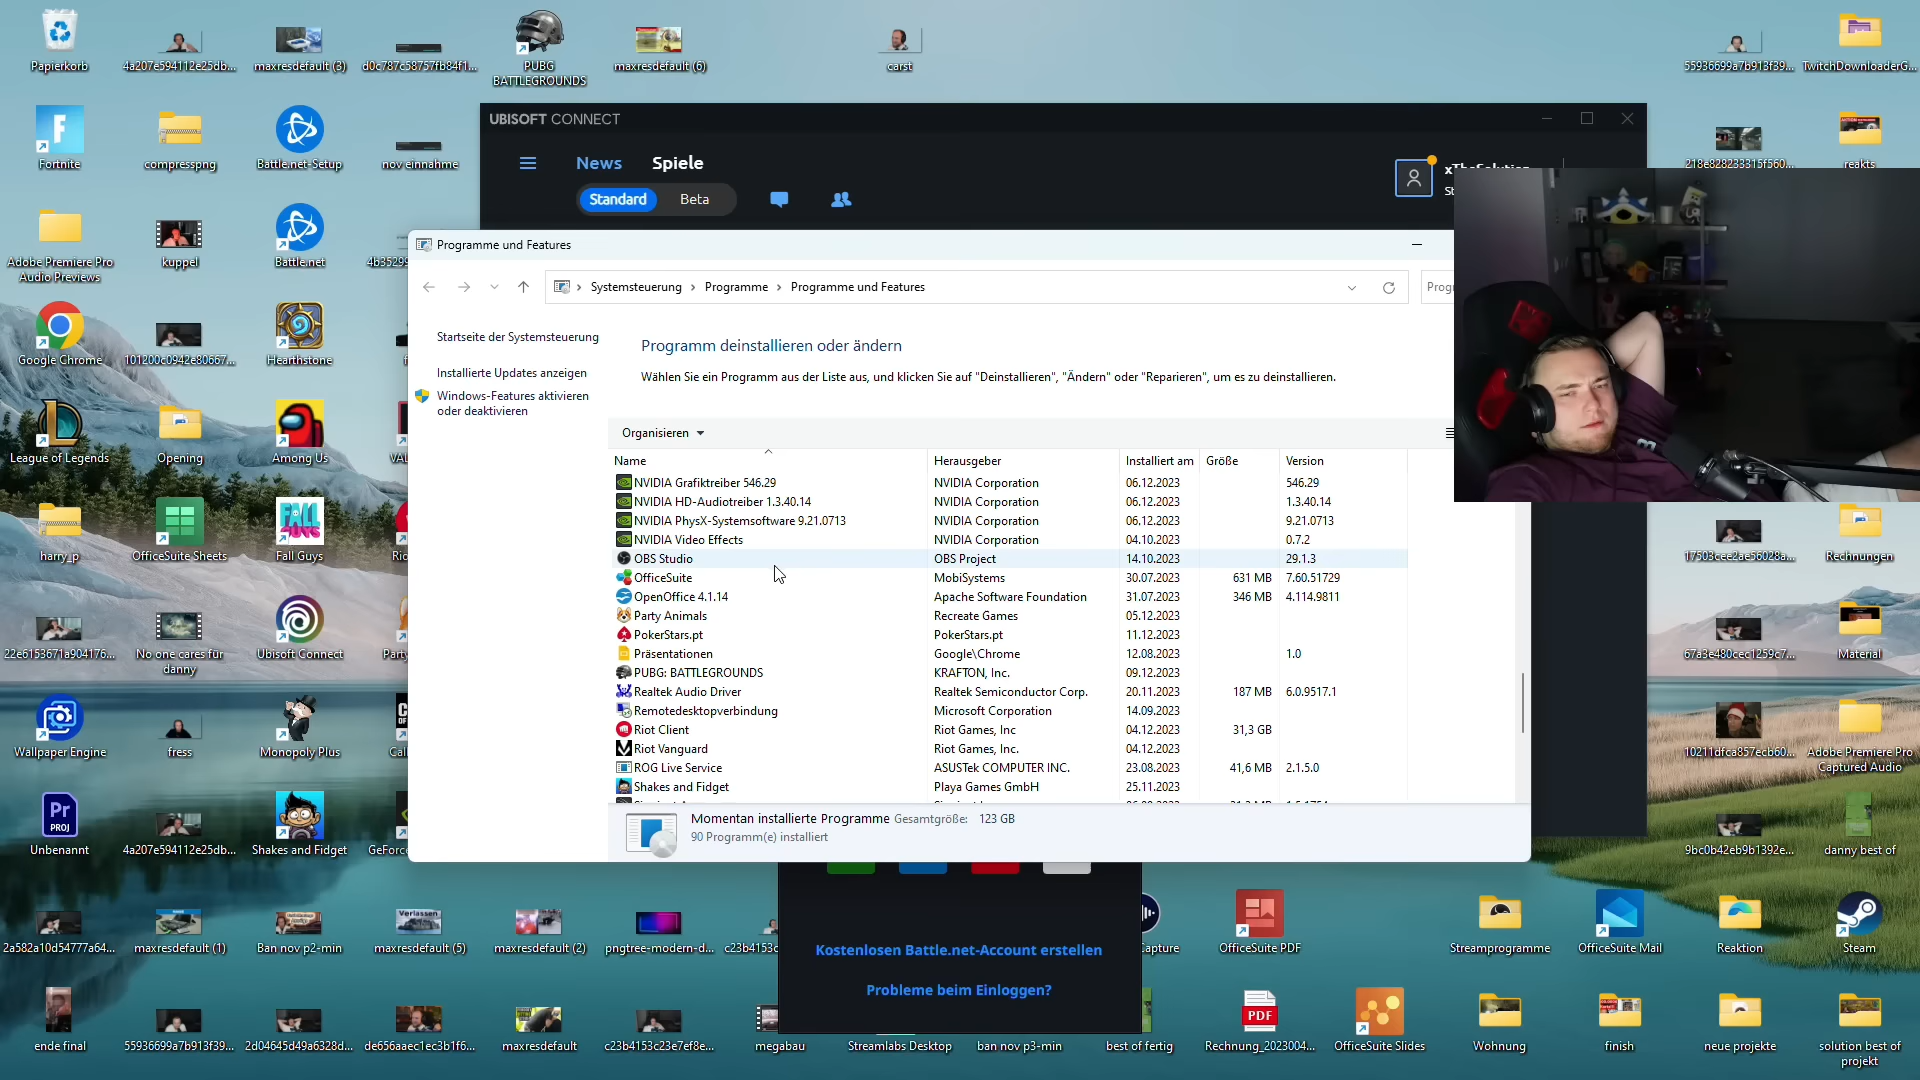 Papierkorb
4a207e594112e25db...
maxresdefault (3)
d0c787c58757fb84f1...
PUBG
BATTLEGROUNDS
maxresdefault (6)
carst
55936699a7b913f39...
TwitchDownloaderG...
Fortnite
compresspng
Battle.net-Setup
nov einnahme
218e828233315f560...
reakts
UBISOFT CONNECT
News
Spiele
Standard
Beta
xTheSolution
St
Adobe Premiere Pro
Audio Previews
kuppel
Battle.net
4b35299
Google Chrome
101200c0942e80667...
Hearthstone
League of Legends
Opening
Among Us
VAL
harry_p
OfficeSuite Sheets
Fall Guys
Rio
22e6153671a904176...
No one cares für
danny
Ubisoft Connect
Party
Wallpaper Engine
fress
Monopoly Plus
Call
Pr
PROJ
Unbenannt
4a207e594112e25db...
Shakes and Fidget
GeForce
Programme und Features
Systemsteuerung
Programme
Programme und Features
Progr
Startseite der Systemsteuerung
Installierte Updates anzeigen
Windows-Features aktivieren
oder deaktivieren
Programm deinstallieren oder ändern
Wählen Sie ein Programm aus der Liste aus, und klicken Sie auf "Deinstallieren", "Ändern" oder "Reparieren", um es zu deinstallieren.
Organisieren
Name Herausgeber Installiert am Größe Version
NVIDIA Grafiktreiber 546.29 NVIDIA Corporation 06.12.2023 546.29
NVIDIA HD-Audiotreiber 1.3.40.14 NVIDIA Corporation 06.12.2023 1.3.40.14
NVIDIA PhysX-Systemsoftware 9.21.0713 NVIDIA Corporation 06.12.2023 9.21.0713
NVIDIA Video Effects NVIDIA Corporation 04.10.2023 0.7.2
OBS Studio OBS Project 14.10.2023 29.1.3
OfficeSuite MobiSystems 30.07.2023 631 MB 7.60.51729
OpenOffice 4.1.14 Apache Software Foundation 31.07.2023 346 MB 4.114.9811
Party Animals Recreate Games 05.12.2023
PokerStars.pt PokerStars.pt 11.12.2023
Präsentationen Google\Chrome 12.08.2023 1.0
PUBG: BATTLEGROUNDS KRAFTON, Inc. 09.12.2023
Realtek Audio Driver Realtek Semiconductor Corp. 20.11.2023 187 MB 6.0.9517.1
Remotedesktopverbindung Microsoft Corporation 14.09.2023
Riot Client Riot Games, Inc 04.12.2023 31,3 GB
Riot Vanguard Riot Games, Inc. 04.12.2023
ROG Live Service ASUSTek COMPUTER INC. 23.08.2023 41,6 MB 2.1.5.0
Shakes and Fidget Playa Games GmbH 25.11.2023
Momentan installierte Programme Gesamtgröße: 123 GB
90 Programm(e) installiert
17503cee2ae56028a...
Rechnungen
67a3e480cec1259c7...
Material
10211dfca857ecb60...
Adobe Premiere Pro
Captured Audio
9bc0b42eb9b1392e...
danny best of
2a582a10d54777a64...
maxresdefault (1)
Ban nov p2-min
Verlassen
maxresdefault (5)
maxresdefault (2)
pngtree-modern-d...
c23b4153c
Kostenlosen Battle.net-Account erstellen
Probleme beim Einloggen?
Capture
OfficeSuite PDF
Streamprogramme
OfficeSuite Mail
Reaktion
Steam
ende final
55936699a7b913f39...
2d04645d49a6328d...
de656aaec1ec3b1f6...
maxresdefault
c23b4153c23e7ef8e...
megabau
Streamlabs Desktop
ban nov p3-min
best of fertig
PDF
Rechnung_2023004...
OfficeSuite Slides
Wohnung
finish
neue projekte
solution best of
projekt